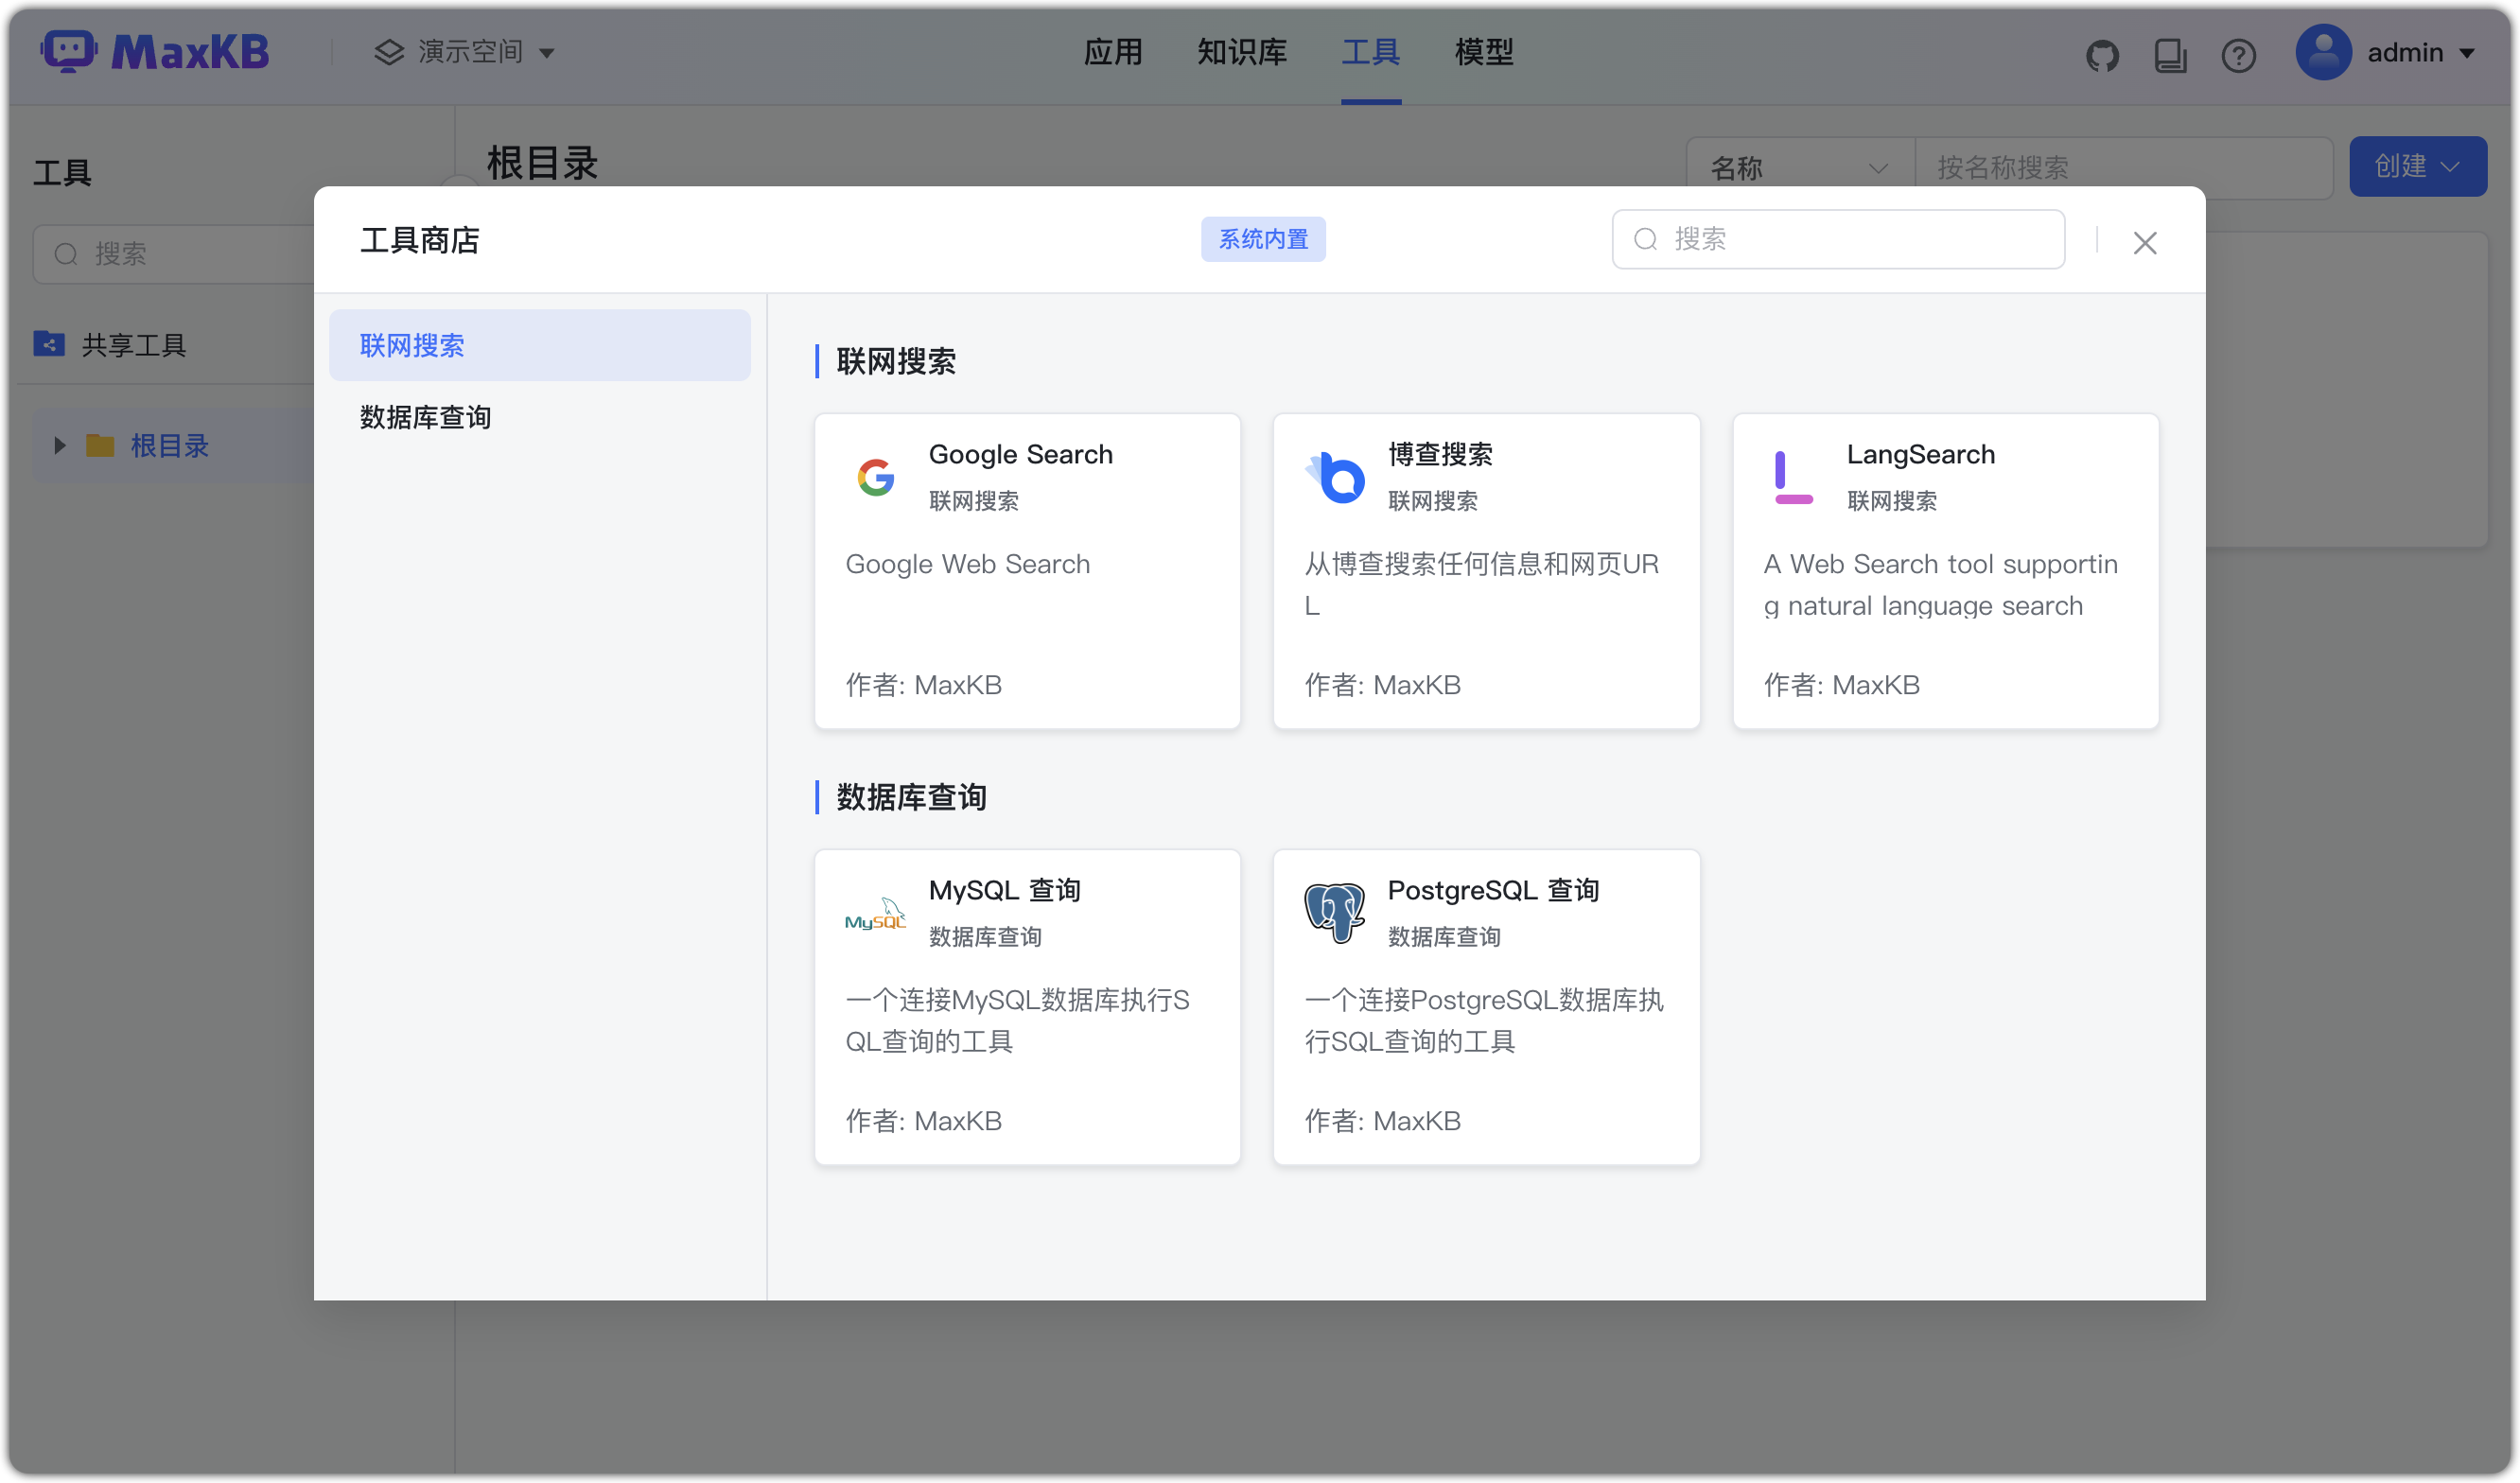 MaxKB
演示空间
应用
知识库
工具
模型
admin
工具
根目录
名称
按名称搜索
创建
搜索
共享工具
根目录
工具商店
系统内置
搜索
联网搜索
数据库查询
联网搜索
Google Search
联网搜索
Google Web Search
作者: MaxKB
博查搜索
联网搜索
从博查搜索任何信息和网页UR
L
作者: MaxKB
LangSearch
联网搜索
A Web Search tool supportin
g natural language search
作者: MaxKB
数据库查询
MySQL
MySQL 查询
数据库查询
一个连接MySQL数据库执行S
QL查询的工具
作者: MaxKB
PostgreSQL 查询
数据库查询
一个连接PostgreSQL数据库执
行SQL查询的工具
作者: MaxKB